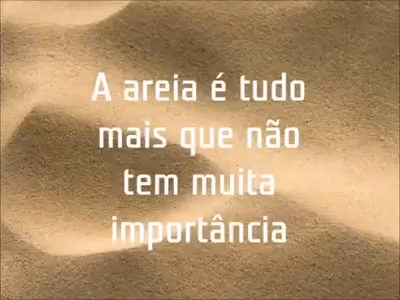 A areia é tudo
mais que não
tem muita
importância